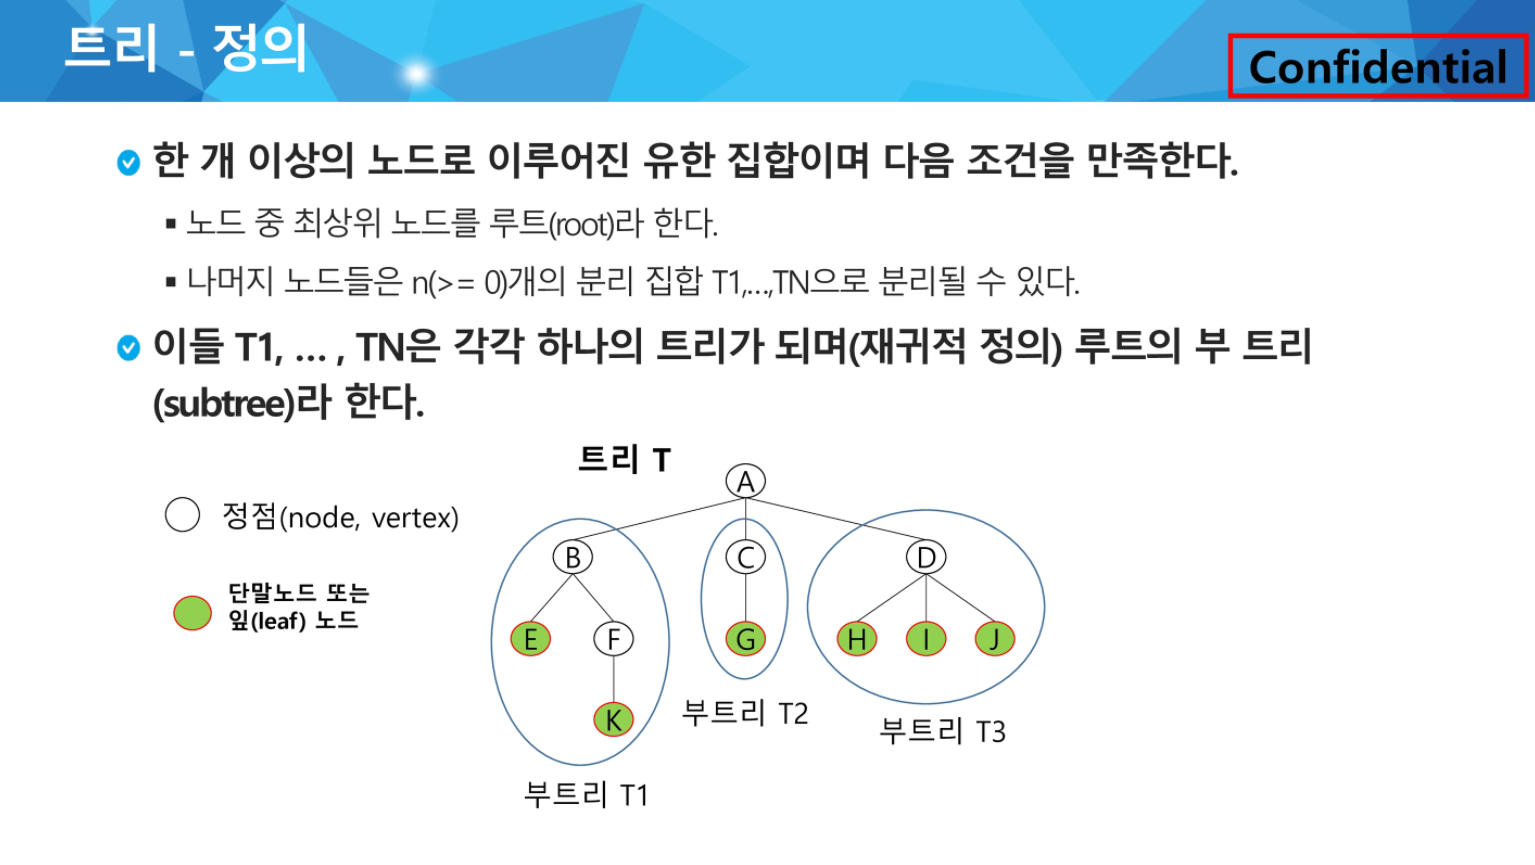 트리 - 정의
Confidential
한 개 이상의 노드로 이루어진 유한 집합이며 다음 조건을 만족한다.
▪ 노드 중 최상위 노드를 루트(root)라 한다.
▪ 나머지 노드들은 n(>= 0)개의 분리 집합 T1,...,TN으로 분리될 수 있다.
이들 T1, ... , TN은 각각 하나의 트리가 되며(재귀적 정의) 루트의 부 트리
(subtree)라 한다.
트리 T
정점(node, vertex)
단말노드 또는
잎(leaf) 노드
A
B C D
E F G H I J
K
부트리 T1
부트리 T2
부트리 T3